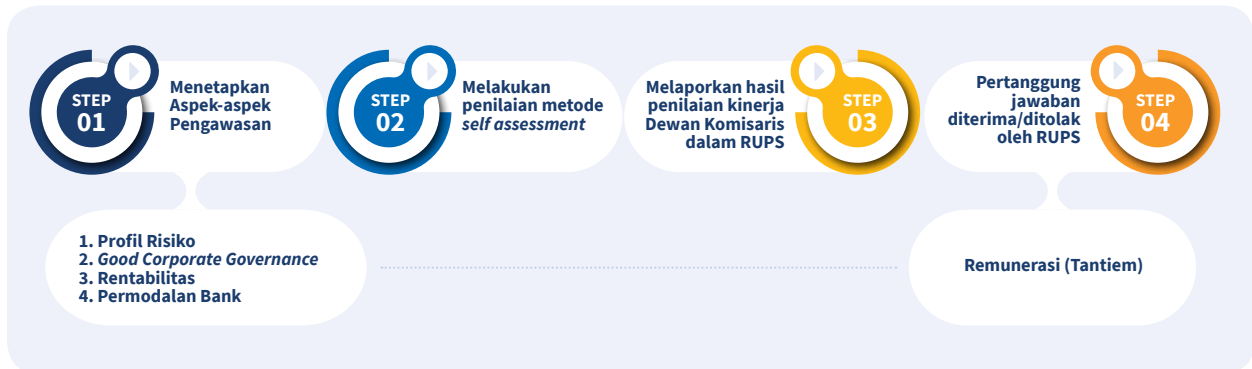 STEP
01
Menetapkan
Aspek-aspek
Pengawasan
STEP
02
Melakukan
penilaian metode
self assessment
Melaporkan hasil
penilaian kinerja
Dewan Komisaris
dalam RUPS
STEP
03
Pertanggung
jawaban
diterima/ditolak
oleh RUPS
STEP
04
1. Profil Risiko
2. Good Corporate Governance
3. Rentabilitas
4. Permodalan Bank
Remunerasi (Tantiem)